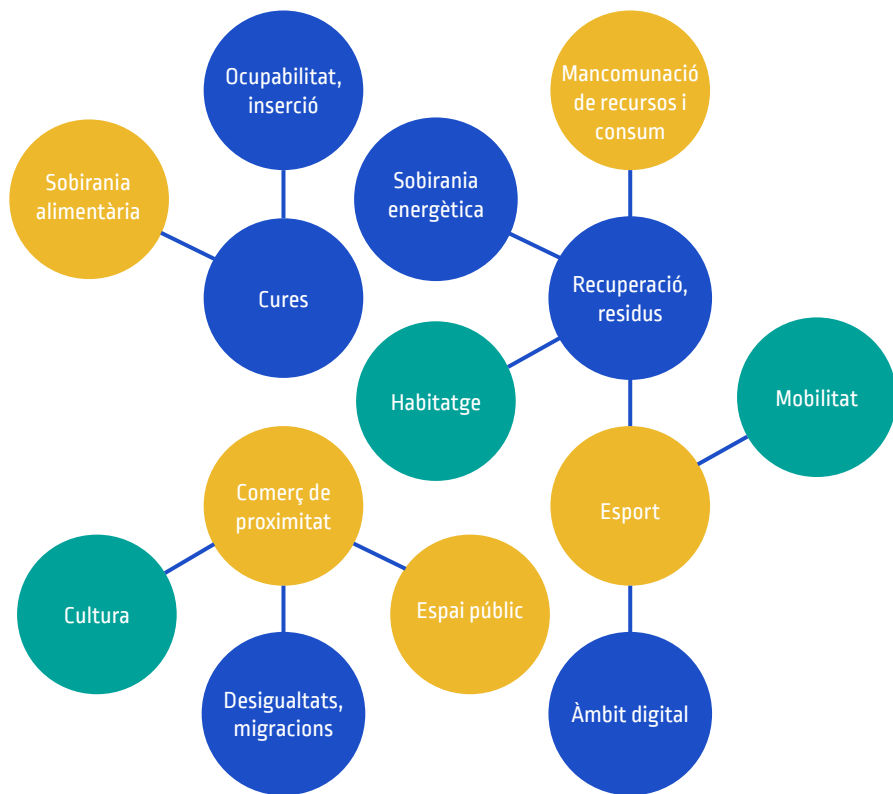 Ocupabilitat,
inserció
Mancomunació
de recursos i
consum
Sobirania
alimentària
Sobirania
energètica
Cures
Recuperació,
residus
Habitatge
Mobilitat
Comerç de
proximitat
Esport
Cultura
Espai públic
Desigualtats,
migracions
Àmbit digital